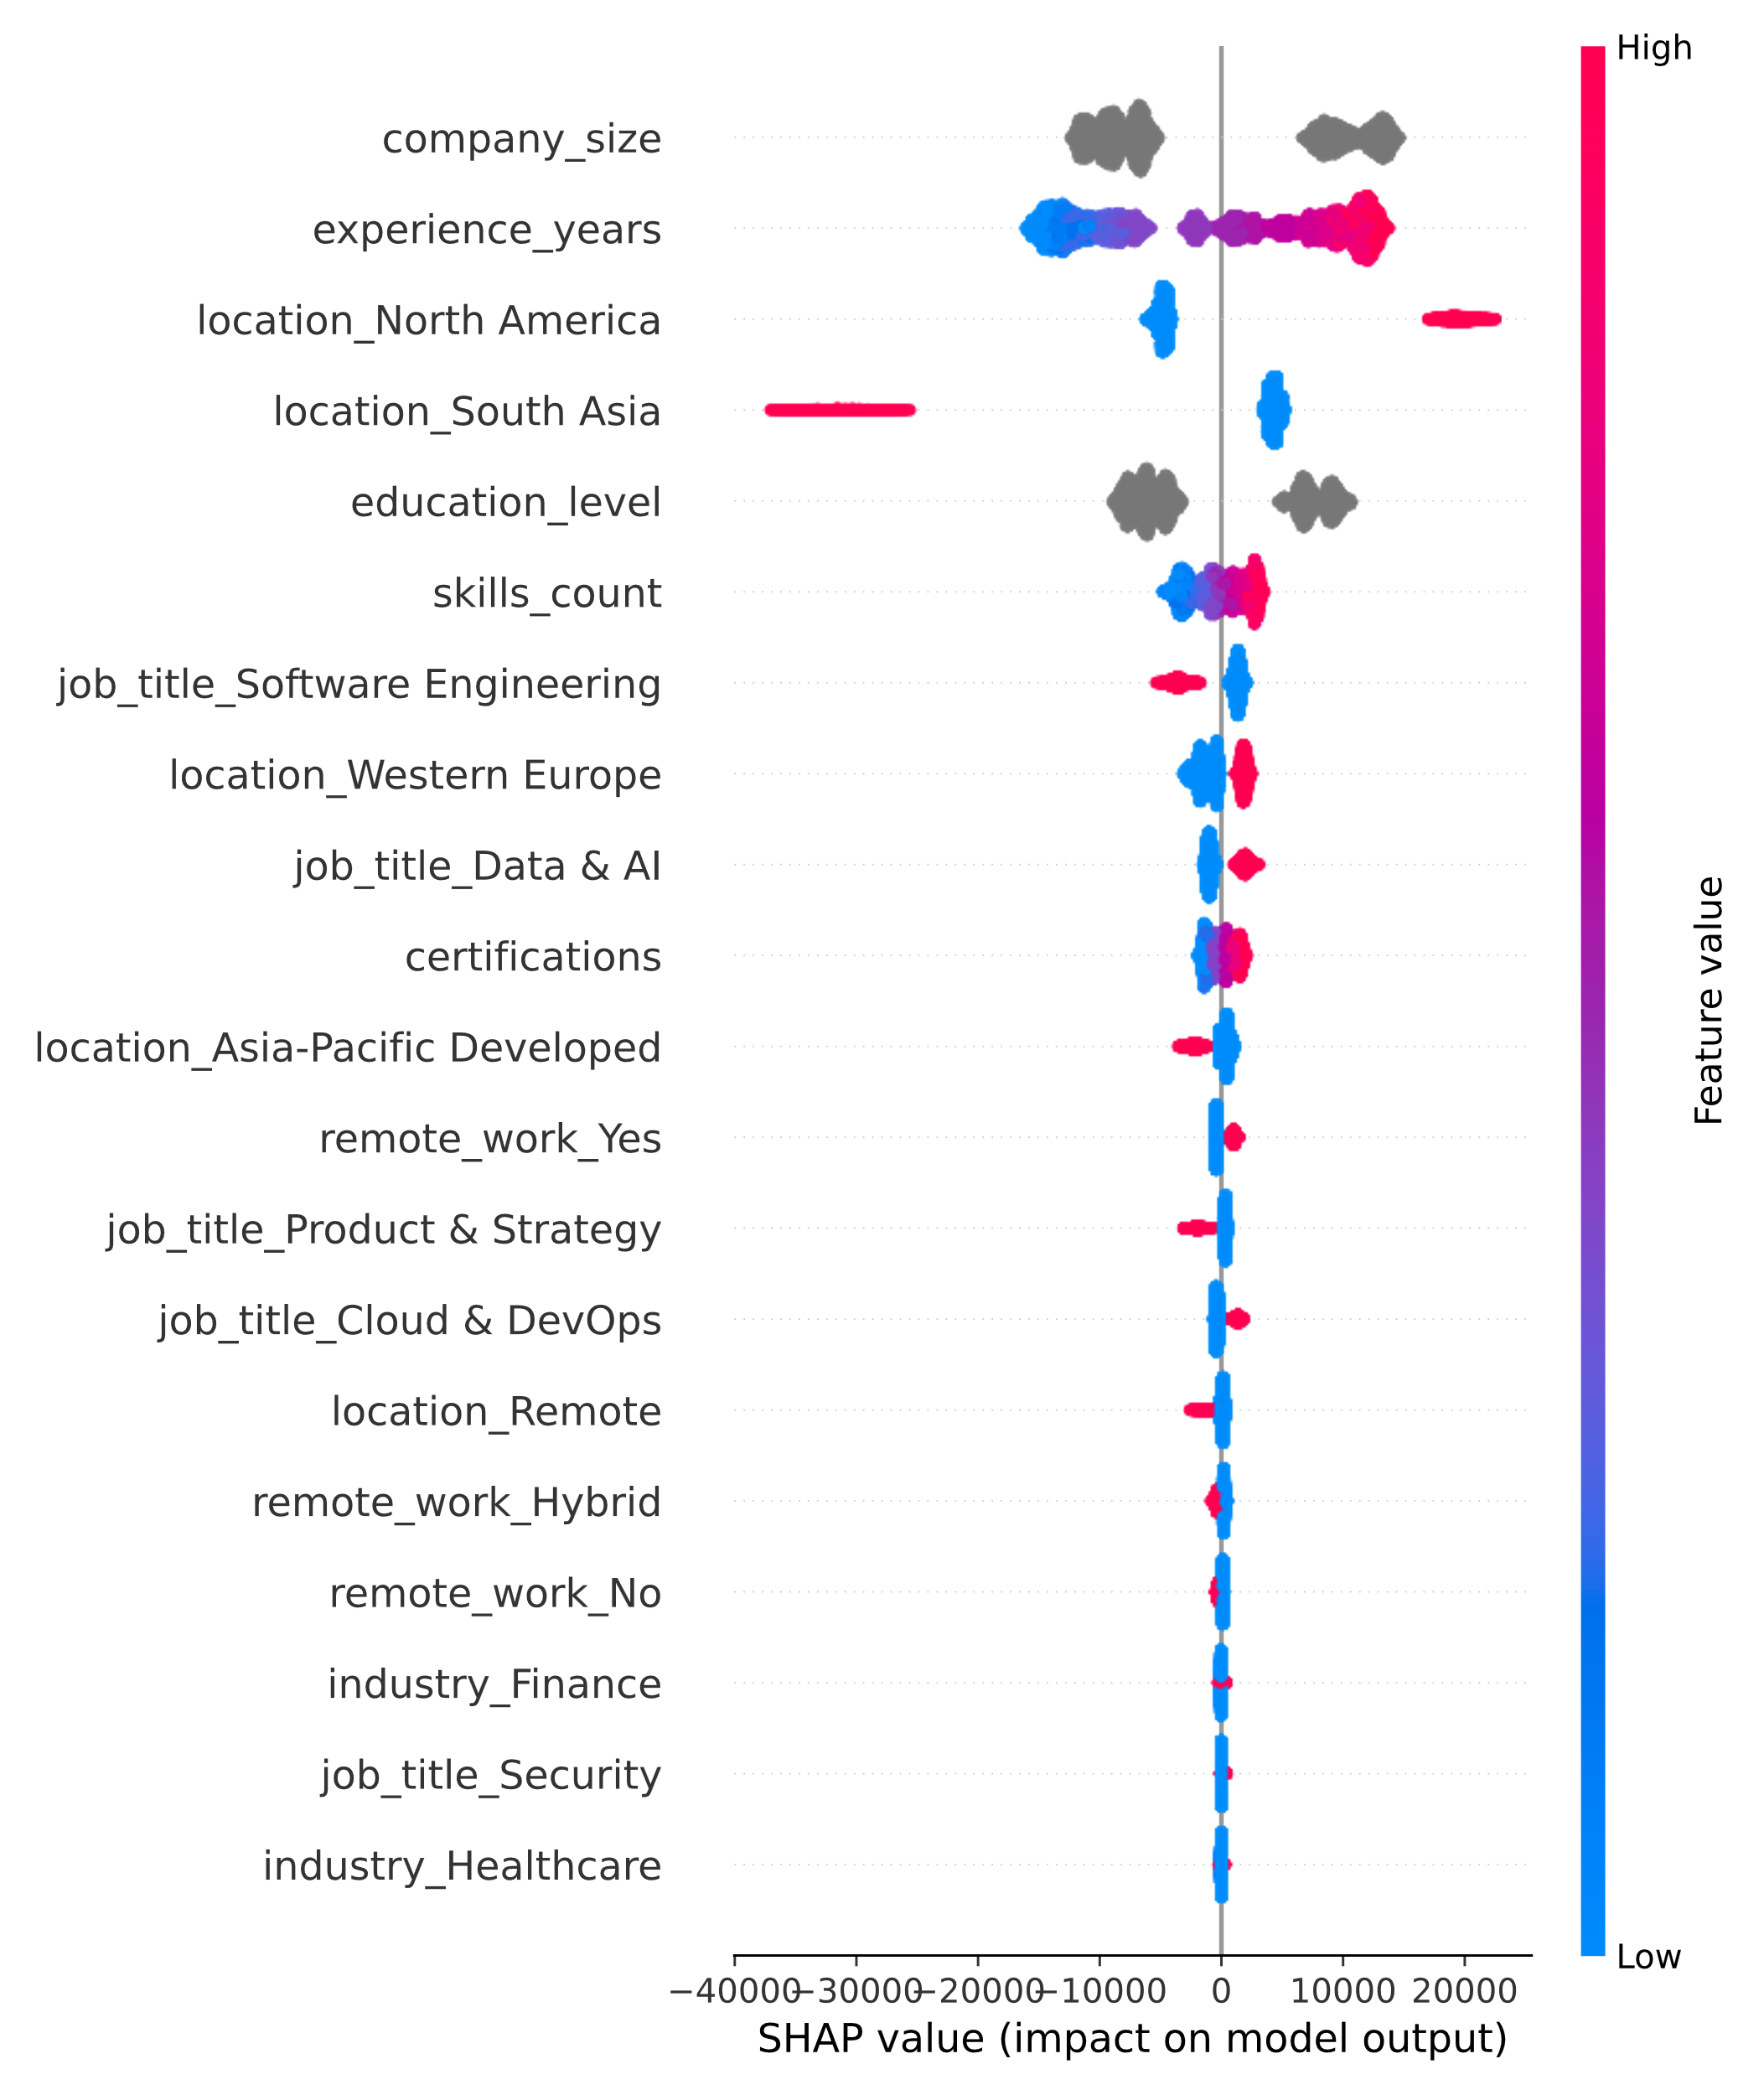 High
company_size
experience_years
location_North America
location_South Asia
education_level
skills_count
job_title_Software Engineering
location_Western Europe
job_title_Data & AI
certifications
location_Asia-Pacific Developed
remote_work_Yes
job_title_Product & Strategy
job_title_Cloud & DevOps
location_Remote
remote_work_Hybrid
remote_work_No
industry_Finance
job_title_Security
industry_Healthcare
Feature value
Low
−40000 −30000 −20000 −10000 0 10000 20000
SHAP value (impact on model output)